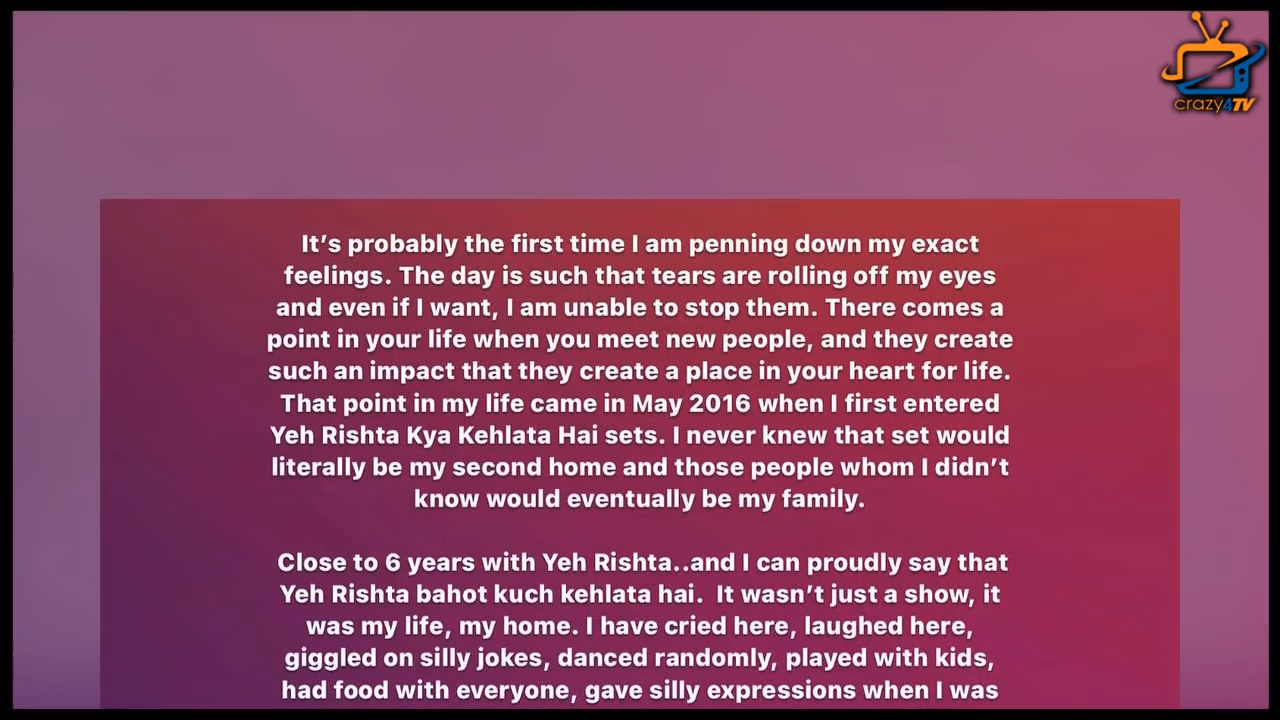 crazy4TV
It’s probably the first time I am penning down my exact
feelings. The day is such that tears are rolling off my eyes
and even if I want, I am unable to stop them. There comes a
point in your life when you meet new people, and they create
such an impact that they create a place in your heart for life.
That point in my life came in May 2016 when I first entered
Yeh Rishta Kya Kehlata Hai sets. I never knew that set would
literally be my second home and those people whom I didn’t
know would eventually be my family.
Close to 6 years with Yeh Rishta..and I can proudly say that
Yeh Rishta bahot kuch kehlata hai.  It wasn’t just a show, it
was my life, my home. I have cried here, laughed here,
giggled on silly jokes, danced randomly, played with kids,
had food with everyone, gave silly expressions when I was